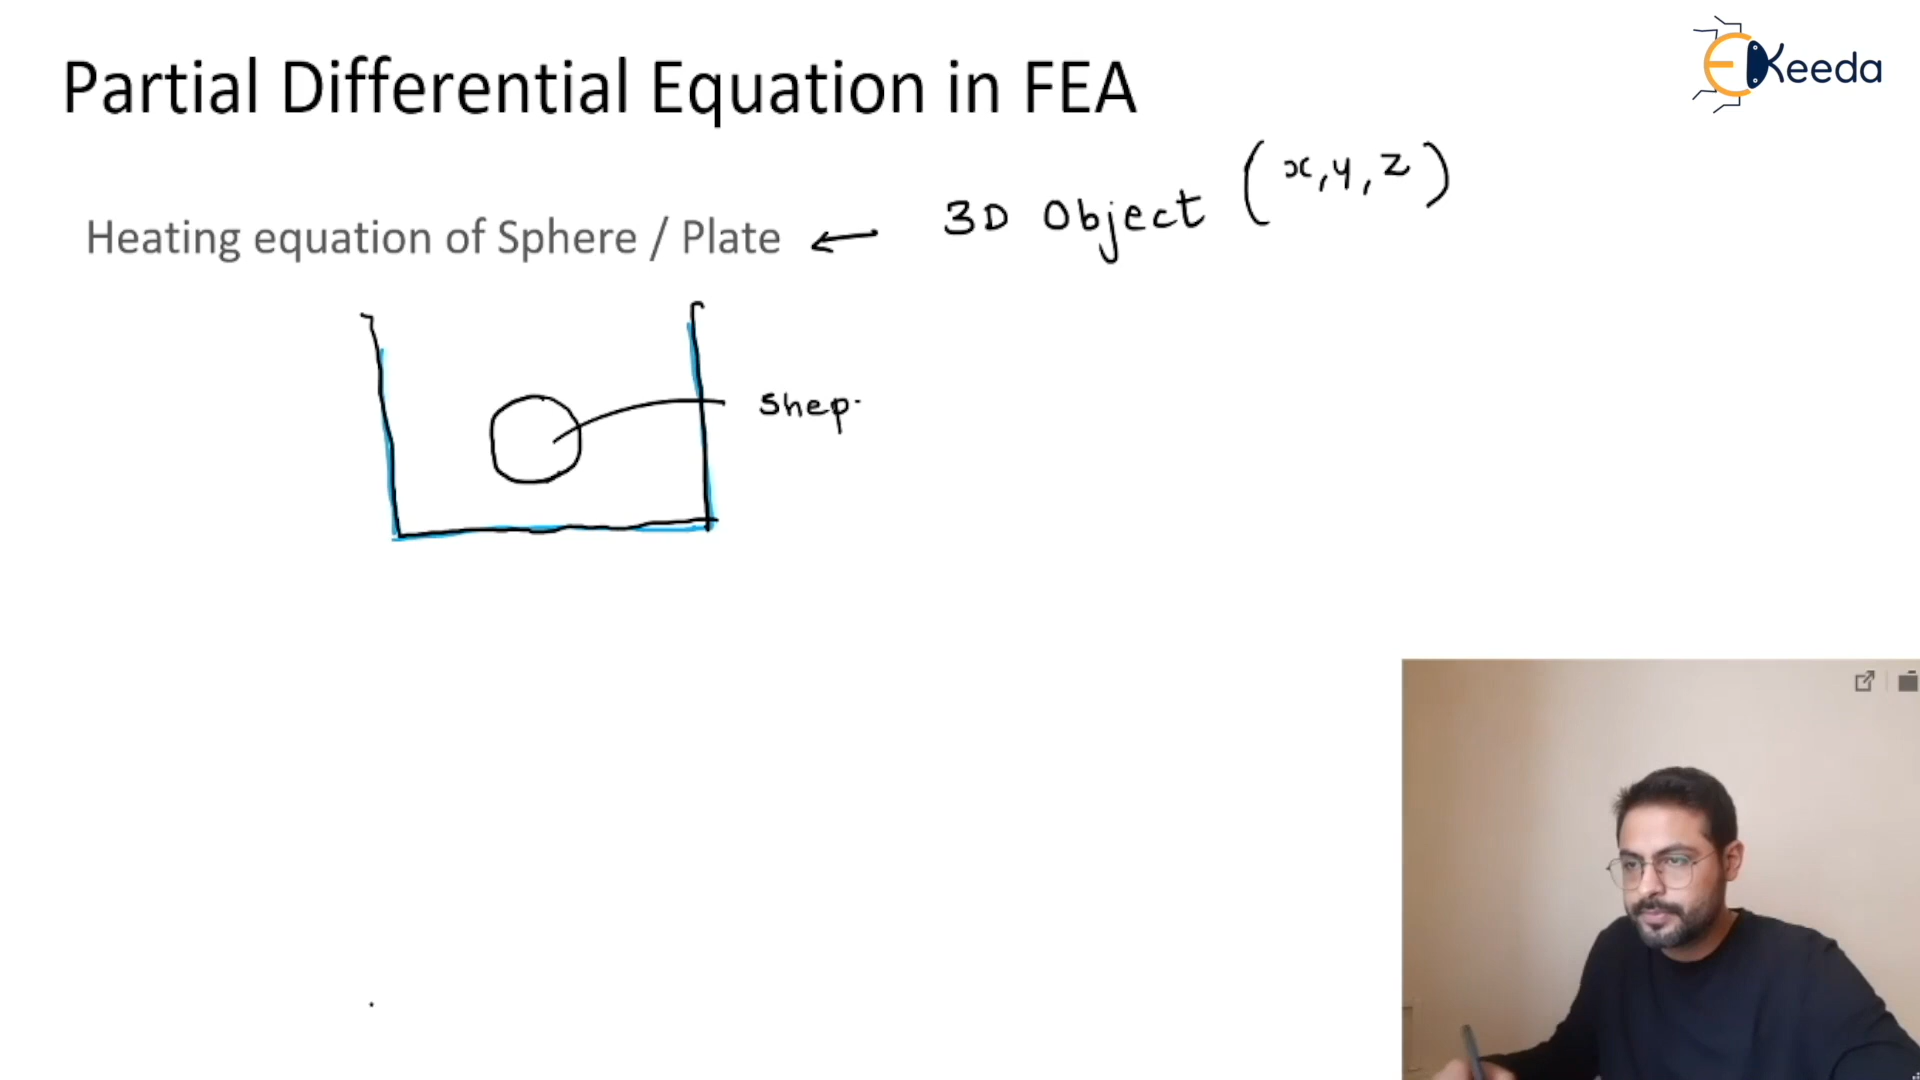 Partial Differential Equation in FEA
EKeeda
Heating equation of Sphere / Plate ← 3D Object (x,y,z)
Shep.